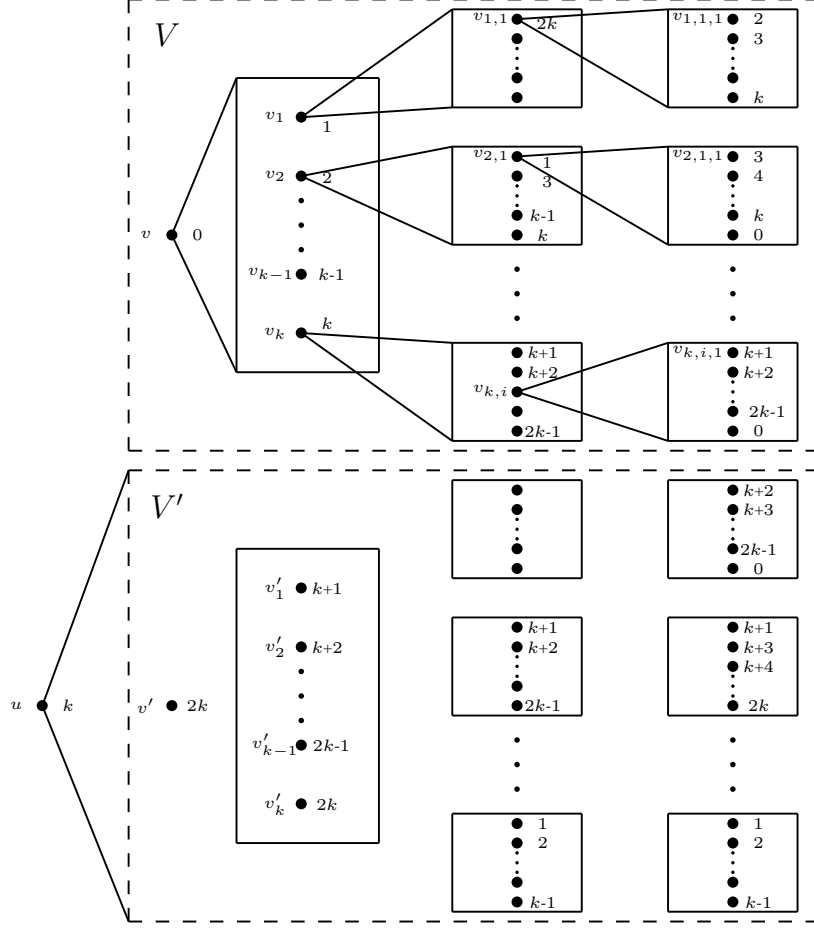 V
v 0
v_1 1
v_2 2
v_{k-1} k-1
v_k k
v_{1,1} 2k
v_{1,1,1} 2
3
k
v_{2,1} 1
3
k-1
k
v_{2,1,1} 3
4
k
0
k+1
k+2
v_{k,i}
2k-1
v_{k,i,1} k+1
k+2
2k-1
0
V′
u k
v′ 2k
v′_1 k+1
v′_2 k+2
v′_{k-1} 2k-1
v′_k 2k
k+2
k+3
2k-1
0
k+1
k+2
2k-1
k+1
k+3
k+4
2k
1
2
k-1
1
2
k-1